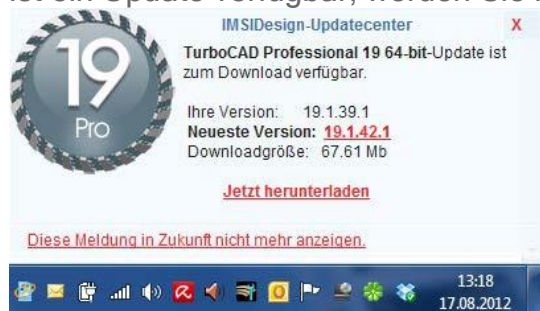 IMSIDesign-Updatecenter X
19
Pro
TurboCAD Professional 19 64-bit-Update ist
zum Download verfügbar.
Ihre Version: 19.1.39.1
Neueste Version: 19.1.42.1
Downloadgröße: 67.61 Mb
Jetzt herunterladen
Diese Meldung in Zukunft nicht mehr anzeigen.
13:18
17.08.2012